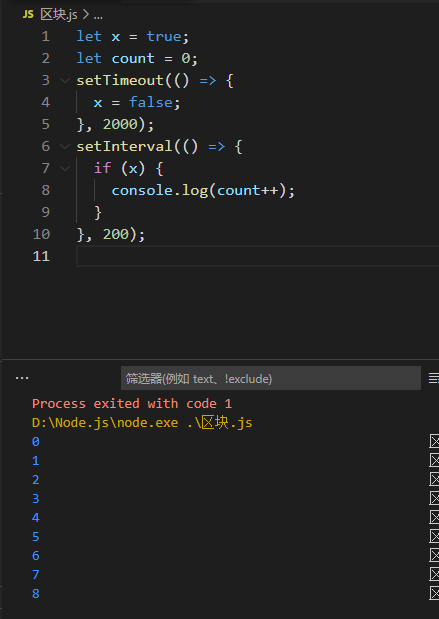 JS 区块.js > ...
1 let x = true;
2 let count = 0;
3 setTimeout(() => {
4 x = false;
5 }, 2000);
6 setInterval(() => {
7 if (x) {
8 console.log(count++);
9 }
10 }, 200);
11
... 筛选器(例如 text、!exclude)
Process exited with code 1
D:\Node.js\node.exe .\区块.js
0
1
2
3
4
5
6
7
8